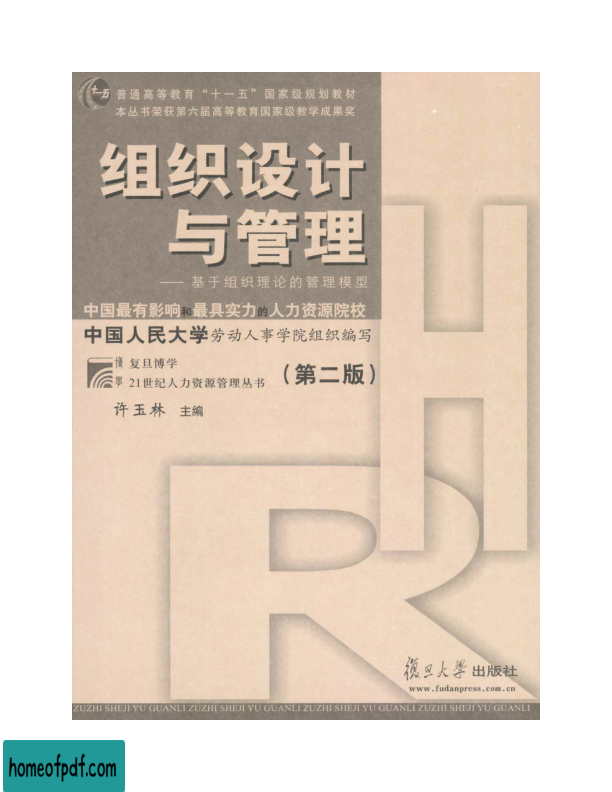 十一五
普通高等教育“十一五”国家级规划教材
本丛书荣获第六届高等教育国家级教学成果奖
组织设计
与管理
—— 基于组织理论的管理模型
中国最有影响和最具实力的人力资源院校
中国人民大学劳动人事学院组织编写
博学
复旦博学
21世纪人力资源管理丛书
(第二版)
许玉林 主编
HR
復旦大學出版社
www.fudanpress.com.cn
ZUZHI SHEJI YU GUANLI ZUZHI SHEJI YU GUANLI ZUZHI SHEJI YU GUANLI ZUZHI SHEJI YU GUANLI
homeofpdf.com